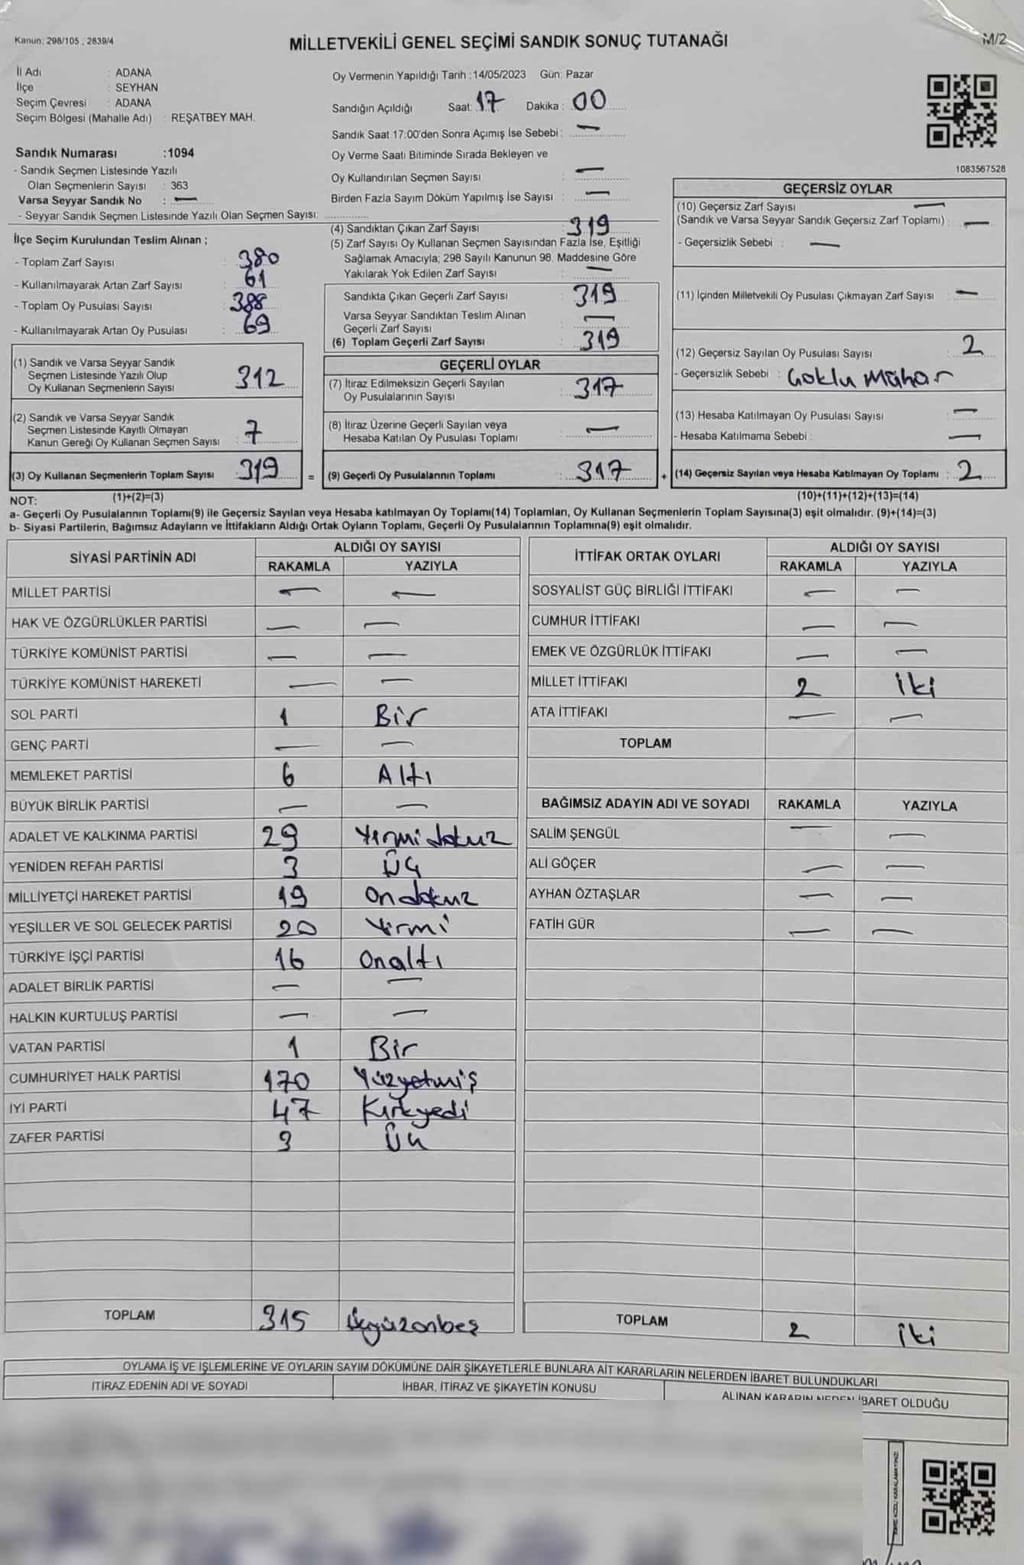 Kanun: 298/105 , 2839/4
MİLLETVEKİLİ GENEL SEÇİMİ SANDIK SONUÇ TUTANAĞI
M/2
İl Adı : ADANA
İlçe : SEYHAN
Seçim Çevresi : ADANA
Seçim Bölgesi (Mahalle Adı) : REŞATBEY MAH.
Sandık Numarası :1094
- Sandık Seçmen Listesinde Yazılı
Olan Seçmenlerin Sayısı : 363
Varsa Seyyar Sandık No : —
- Seyyar Sandık Seçmen Listesinde Yazılı Olan Seçmen Sayısı:
İlçe Seçim Kurulundan Teslim Alınan ;
- Toplam Zarf Sayısı : 380
- Kullanılmayarak Artan Zarf Sayısı : 61
- Toplam Oy Pusulası Sayısı : 388
- Kullanılmayarak Artan Oy Pusulası : 69
(1) Sandık ve Varsa Seyyar Sandık
Seçmen Listesinde Yazılı Olup
Oy Kullanan Seçmenlerin Sayısı : 312
(2) Sandık ve Varsa Seyyar Sandık
Seçmen Listesinde Kayıtlı Olmayan
Kanun Gereği Oy Kullanan Seçmen Sayısı : 7
(3) Oy Kullanan Seçmenlerin Toplam Sayısı : 319
Oy Vermenin Yapıldığı Tarih :14/05/2023 Gün: Pazar
Sandığın Açıldığı Saat: 17 Dakika : 00
Sandık Saat 17:00'den Sonra Açımış İse Sebebi : —
Oy Verme Saati Bitiminde Sırada Bekleyen ve
Oy Kullandırılan Seçmen Sayısı : —
Birden Fazla Sayım Döküm Yapılmış İse Sayısı : —
(4) Sandıktan Çıkan Zarf Sayısı : 319
(5) Zarf Sayısı Oy Kullanan Seçmen Sayısından Fazla İse, Eşitliği
Sağlamak Amacıyla; 298 Sayılı Kanunun 98. Maddesine Göre
Yakılarak Yok Edilen Zarf Sayısı : —
Sandıkta Çıkan Geçerli Zarf Sayısı : 319
Varsa Seyyar Sandıktan Teslim Alınan
Geçerli Zarf Sayısı : —
(6) Toplam Geçerli Zarf Sayısı : 319
GEÇERLİ OYLAR
(7) İtiraz Edilmeksizin Geçerli Sayılan
Oy Pusulalarının Sayısı : 317
(8) İtiraz Üzerine Geçerli Sayılan veya
Hesaba Katılan Oy Pusulası Toplamı : —
= (9) Geçerli Oy Pusulalarının Toplamı : 317
1083567528
GEÇERSİZ OYLAR
(10) Geçersiz Zarf Sayısı —
(Sandık ve Varsa Seyyar Sandık Geçersiz Zarf Toplamı) : —
- Geçersizlik Sebebi : —
(11) İçinden Milletvekili Oy Pusulası Çıkmayan Zarf Sayısı : —
(12) Geçersiz Sayılan Oy Pusulası Sayısı : 2
- Geçersizlik Sebebi : Çoklu Mühür
(13) Hesaba Katılmayan Oy Pusulası Sayısı : —
- Hesaba Katılmama Sebebi : —
+ (14) Geçersiz Sayılan veya Hesaba Katılmayan Oy Toplamı : 2
NOT: (1)+(2)=(3) (10)+(11)+(12)+(13)=(14)
a- Geçerli Oy Pusulalarının Toplamı(9) ile Geçersiz Sayılan veya Hesaba katılmayan Oy Toplamı(14) Toplamları, Oy Kullanan Seçmenlerin Toplam Sayısına(3) eşit olmalıdır. (9)+(14)=(3)
b- Siyasi Partilerin, Bağımsız Adayların ve İttifakların Aldığı Ortak Oyların Toplamı, Geçerli Oy Pusulalarının Toplamına(9) eşit olmalıdır.
SİYASİ PARTİNİN ADI ALDIĞI OY SAYISI
RAKAMLA YAZIYLA
MİLLET PARTİSİ — —
HAK VE ÖZGÜRLÜKLER PARTİSİ — —
TÜRKİYE KOMÜNİST PARTİSİ — —
TÜRKİYE KOMÜNİST HAREKETİ — —
SOL PARTİ 1 Bir
GENÇ PARTİ — —
MEMLEKET PARTİSİ 6 Altı
BÜYÜK BİRLİK PARTİSİ — —
ADALET VE KALKINMA PARTİSİ 29 Yirmidokuz
YENİDEN REFAH PARTİSİ 3 Üç
MİLLİYETÇİ HAREKET PARTİSİ 19 Ondokuz
YEŞİLLER VE SOL GELECEK PARTİSİ 20 Yirmi
TÜRKİYE İŞÇİ PARTİSİ 16 Onaltı
ADALET BİRLİK PARTİSİ — —
HALKIN KURTULUŞ PARTİSİ — —
VATAN PARTİSİ 1 Bir
CUMHURİYET HALK PARTİSİ 170 Yüzyetmiş
İYİ PARTİ 47 Kırkyedi
ZAFER PARTİSİ 3 Üç
TOPLAM 315 Üçyüzonbeş
İTTİFAK ORTAK OYLARI ALDIĞI OY SAYISI
RAKAMLA YAZIYLA
SOSYALİST GÜÇ BİRLİĞİ İTTİFAKI — —
CUMHUR İTTİFAKI — —
EMEK VE ÖZGÜRLÜK İTTİFAKI — —
MİLLET İTTİFAKI 2 İki
ATA İTTİFAKI — —
TOPLAM
BAĞIMSIZ ADAYIN ADI VE SOYADI RAKAMLA YAZIYLA
SALİM ŞENGÜL — —
ALİ GÖÇER — —
AYHAN ÖZTAŞLAR — —
FATİH GÜR — —
TOPLAM 2 İki
OYLAMA İŞ VE İŞLEMLERİNE VE OYLARIN SAYIM DÖKÜMÜNE DAİR ŞİKAYETLERLE BUNLARA AİT KARARLARIN NELERDEN İBARET BULUNDUKLARI
İTİRAZ EDENİN ADI VE SOYADI İHBAR, İTİRAZ VE ŞİKAYETİN KONUSU ALINAN KARARIN NEDEN İBARET OLDUĞU